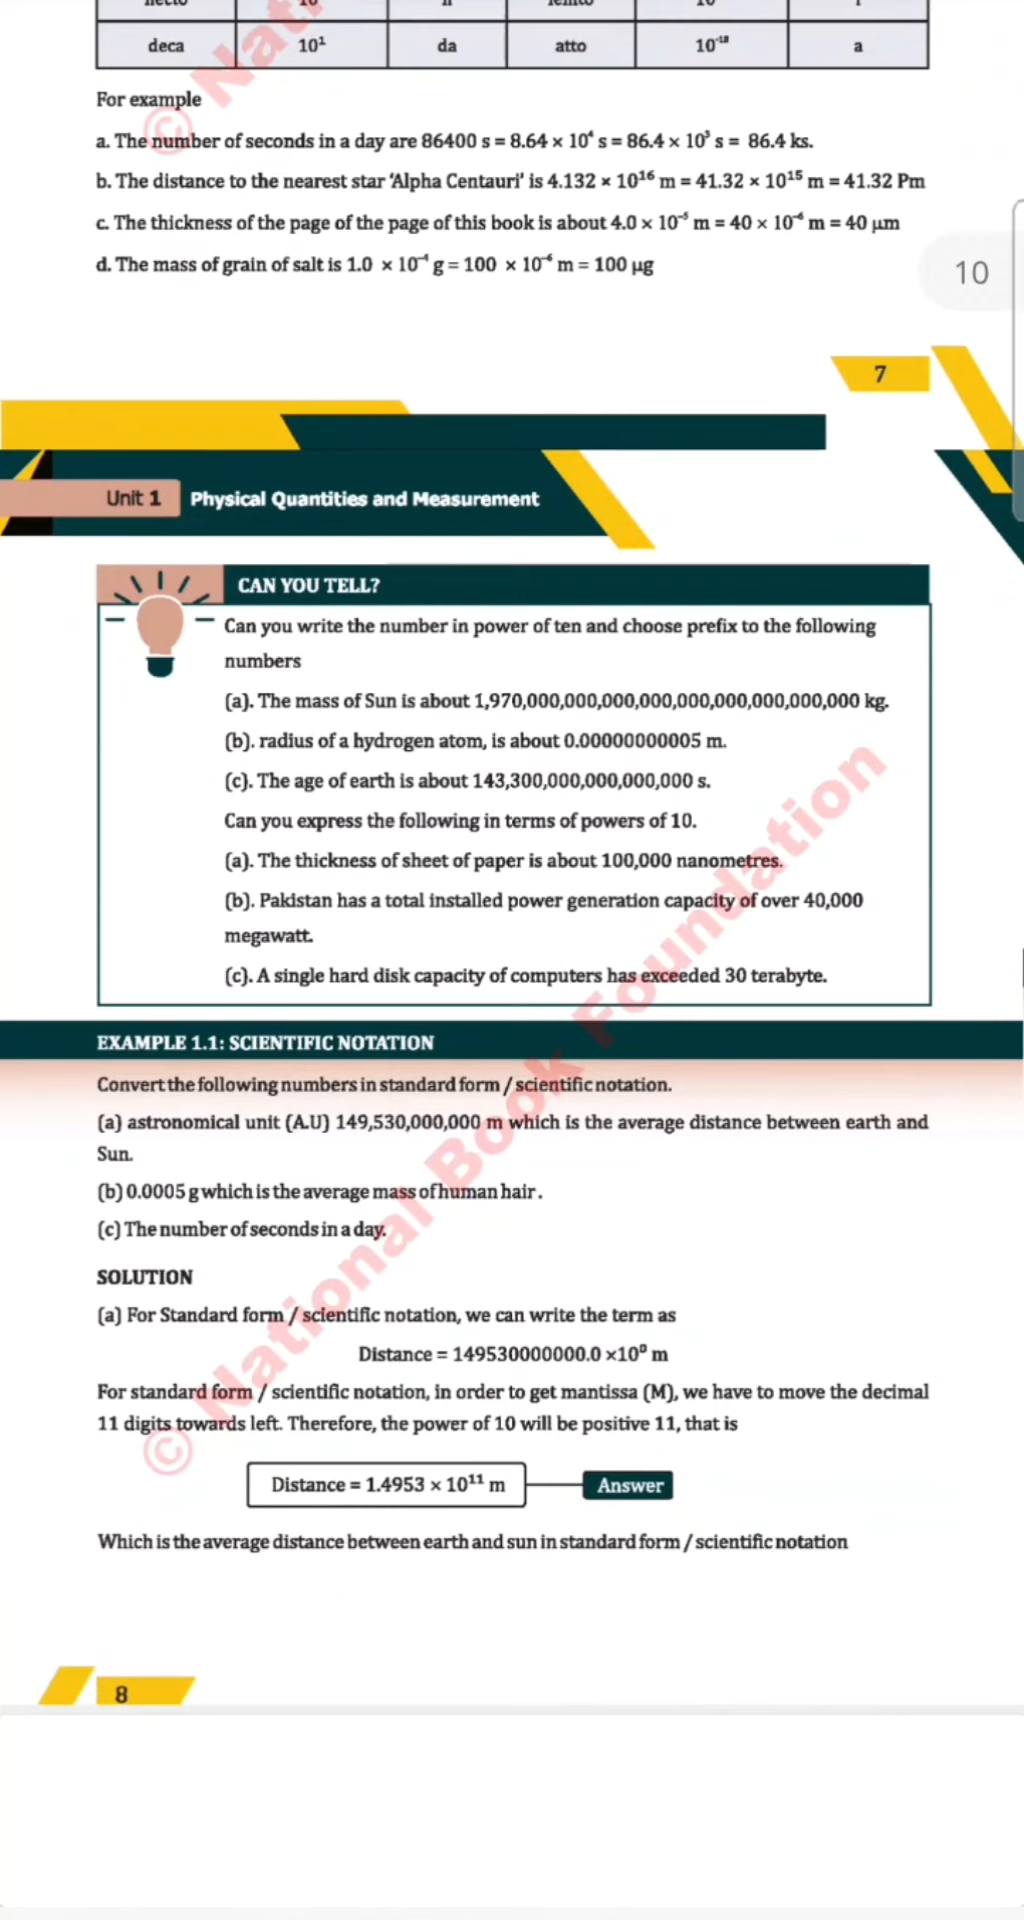 deca 10¹ da atto 10⁻¹⁸ a
For example
a. The number of seconds in a day are 86400 s = 8.64 × 10⁴ s = 86.4 × 10³ s = 86.4 ks.
b. The distance to the nearest star ‘Alpha Centauri’ is 4.132 × 10¹⁶ m = 41.32 × 10¹⁵ m = 41.32 Pm
c. The thickness of the page of the page of this book is about 4.0 × 10⁻⁵ m = 40 × 10⁻⁶ m = 40 μm
d. The mass of grain of salt is 1.0 × 10⁻⁴ g = 100 × 10⁻⁶ m = 100 μg
10
7
Unit 1 Physical Quantities and Measurement
CAN YOU TELL?
Can you write the number in power of ten and choose prefix to the following
numbers
(a). The mass of Sun is about 1,970,000,000,000,000,000,000,000,000,000 kg.
(b). radius of a hydrogen atom, is about 0.00000000005 m.
(c). The age of earth is about 143,300,000,000,000,000 s.
Can you express the following in terms of powers of 10.
(a). The thickness of sheet of paper is about 100,000 nanometres.
(b). Pakistan has a total installed power generation capacity of over 40,000
megawatt.
(c). A single hard disk capacity of computers has exceeded 30 terabyte.
EXAMPLE 1.1: SCIENTIFIC NOTATION
Convert the following numbers in standard form / scientific notation.
(a) astronomical unit (A.U) 149,530,000,000 m which is the average distance between earth and
Sun.
(b) 0.0005 g which is the average mass of human hair.
(c) The number of seconds in a day.
SOLUTION
(a) For Standard form / scientific notation, we can write the term as
Distance = 149530000000.0 ×10⁰ m
For standard form / scientific notation, in order to get mantissa (M), we have to move the decimal
11 digits towards left. Therefore, the power of 10 will be positive 11, that is
Distance = 1.4953 × 10¹¹ m Answer
Which is the average distance between earth and sun in standard form / scientific notation
8
© National Book Foundation
© Nati